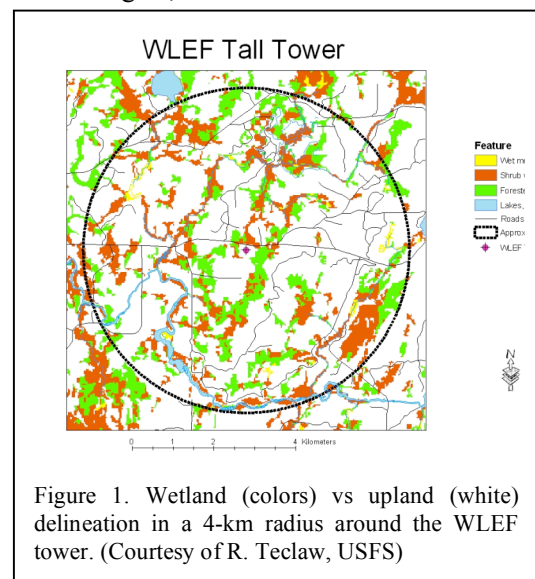 WLEF Tall Tower
Feature
Wet m
Shrub
Foreste
Lakes,
Roads
Approx
WLEF
N
0 1 2 4 Kilometers
Figure 1. Wetland (colors) vs upland (white)
delineation in a 4-km radius around the WLEF
tower. (Courtesy of R. Teclaw, USFS)